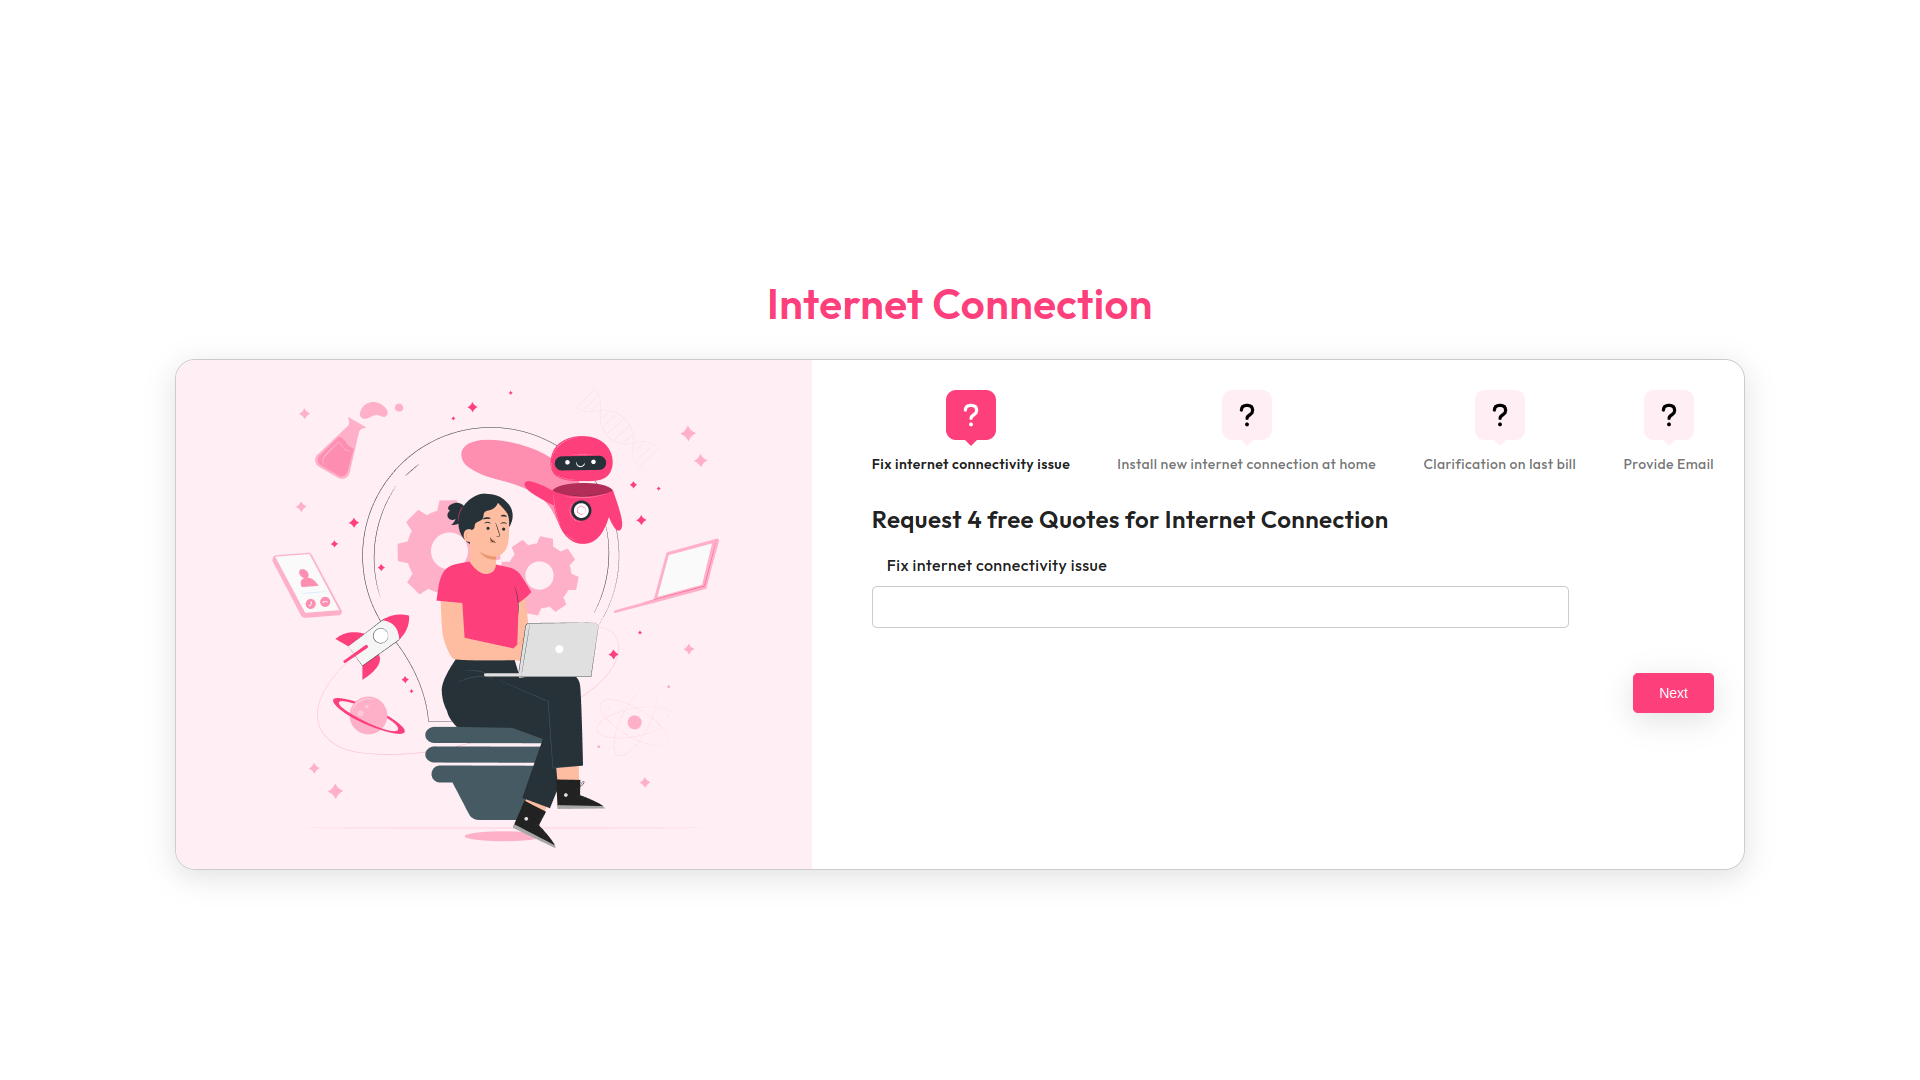 Internet Connection
?
?
?
?
Fix internet connectivity issue
Install new internet connection at home
Clarification on last bill
Provide Email
Request 4 free Quotes for Internet Connection
Fix internet connectivity issue
Next